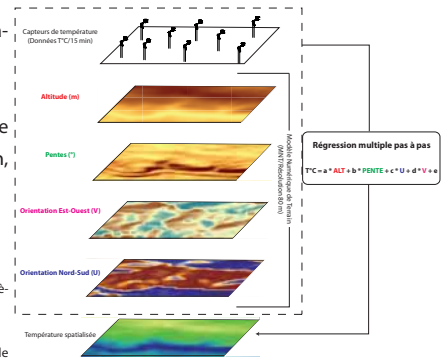 Capteurs de température
(Données T°C/15 min)
Altitude (m)
Pentes (°)
Orientation Est-Ouest (V)
Orientation Nord-Sud (U)
Température spatialisée
Modèle Numérique de Terrain
(MNT Résolution 80 m)
Régression multiple pas à pas
T°C = a * ALT + b * PENTE + c * U + d * V + e